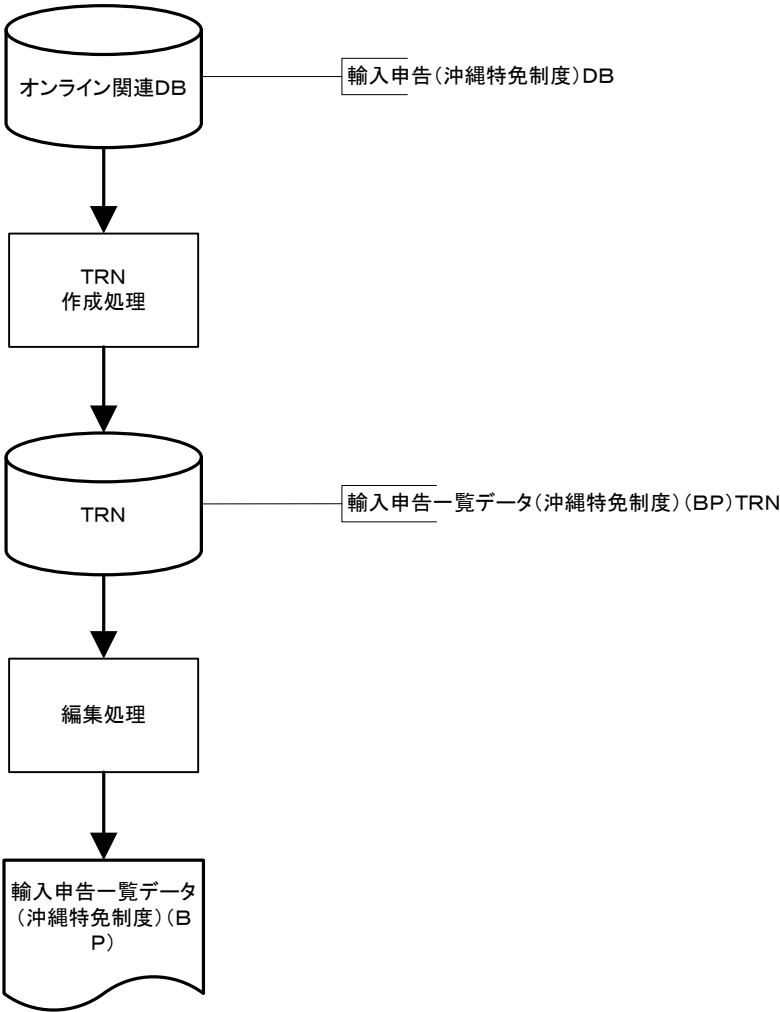 オンライン関連DB
輸入申告(沖縄特免制度)DB
TRN
作成処理
TRN
輸入申告一覧データ(沖縄特免制度)(BP)TRN
編集処理
輸入申告一覧データ
(沖縄特免制度)(B
P)